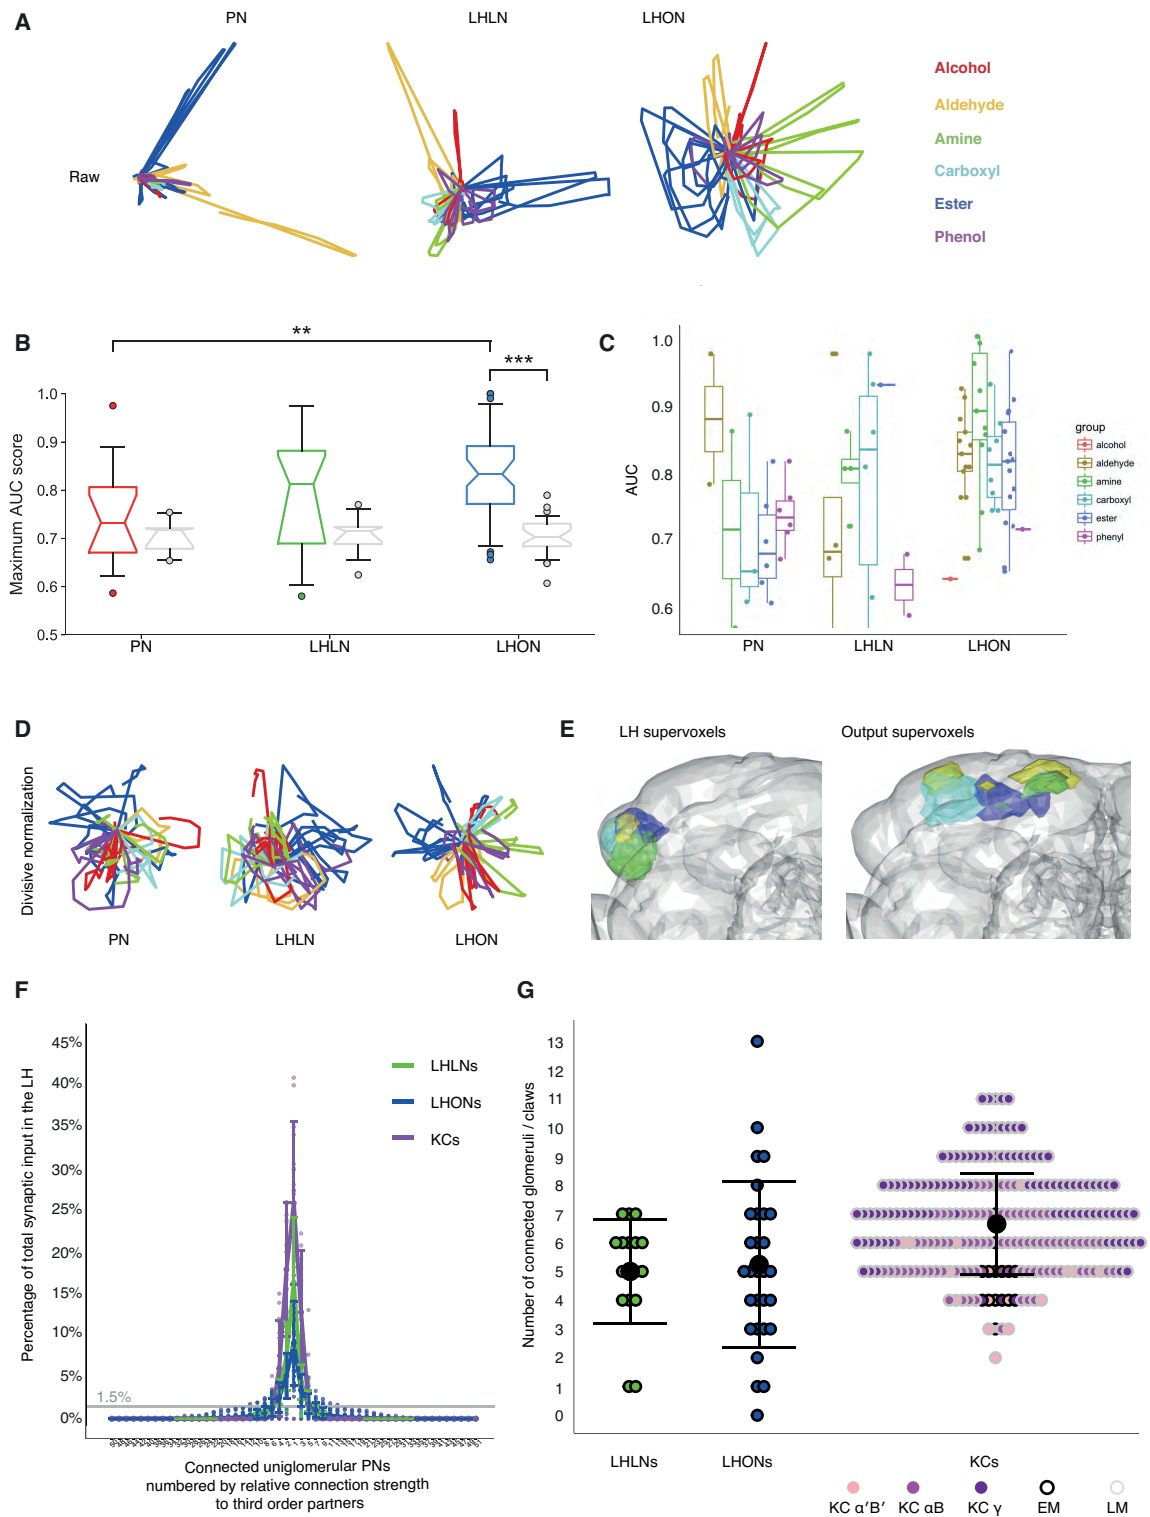 A
PN
LHLN
LHON
Raw
Alcohol
Aldehyde
Amine
Carboxyl
Ester
Phenol
B
**
***
Maximum AUC score
1.0
0.9
0.8
0.7
0.6
0.5
PN
LHLN
LHON
C
AUC
1.0
0.9
0.8
0.7
0.6
PN
LHLN
LHON
group
alcohol
aldehyde
amine
carboxyl
ester
phenyl
D
Divisive normalization
PN
LHLN
LHON
E
LH supervoxels
Output supervoxels
F
Percentage of total synaptic input in the LH
45%
40%
35%
30%
25%
20%
15%
10%
5%
0%
1.5%
LHLNs
LHONs
KCs
Connected uniglomerular PNs
numbered by relative connection strength
to third order partners
G
Number of connected glomeruli / claws
13
12
11
10
9
8
7
6
5
4
3
2
1
0
LHLNs
LHONs
KCs
KC α′B′
KC αB
KC γ
EM
LM